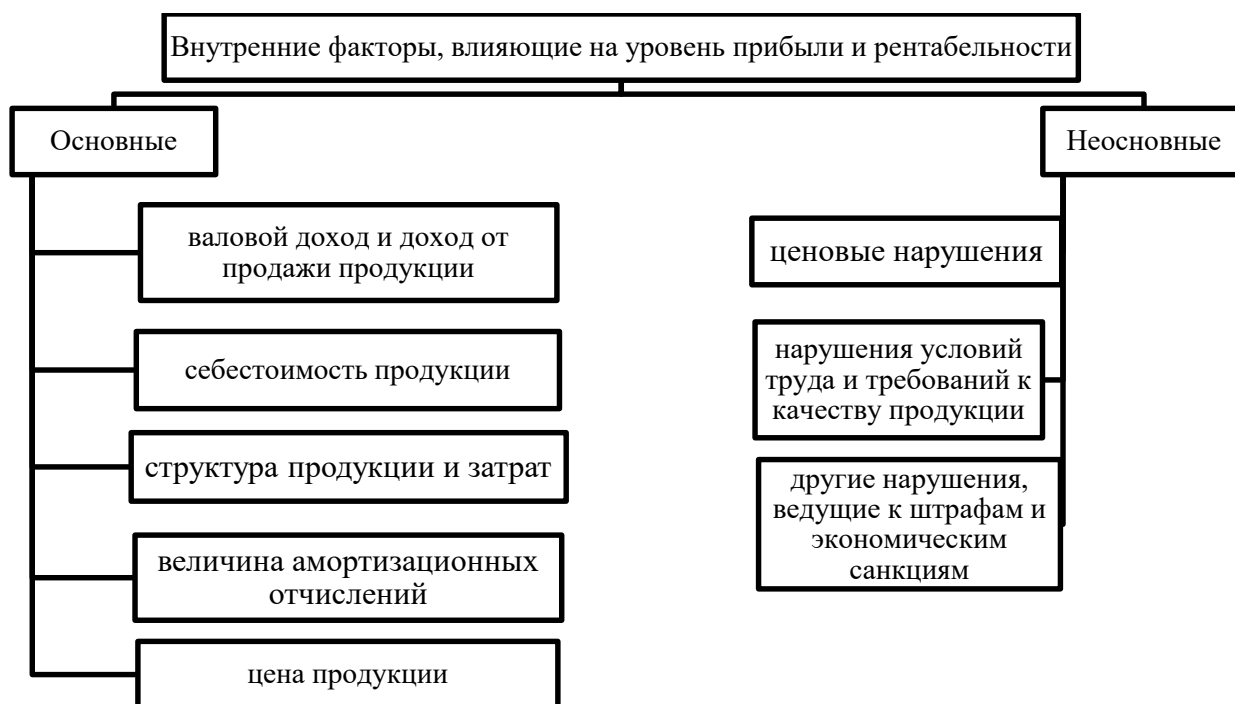 Внутренние факторы, влияющие на уровень прибыли и рентабельности
Основные
Неосновные
валовой доход и доход от
продажи продукции
себестоимость продукции
структура продукции и затрат
величина амортизационных
отчислений
цена продукции
ценовые нарушения
нарушения условий
труда и требований к
качеству продукции
другие нарушения,
ведущие к штрафам и
экономическим
санкциям